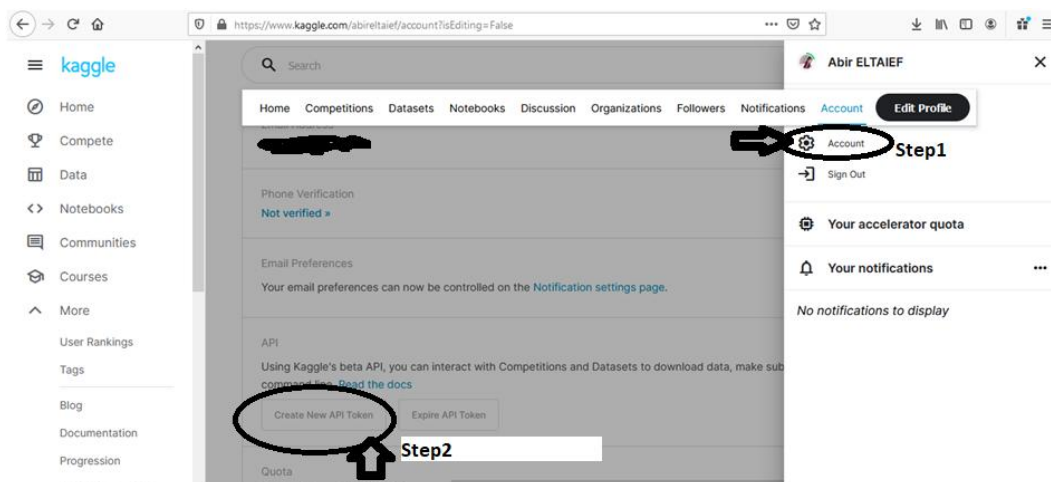 https://www.kaggle.com/abireltaief/account?isEditing=False
kaggle
Home
Compete
Data
Notebooks
Communities
Courses
More
User Rankings
Tags
Blog
Documentation
Progression
Search
Home Competitions Datasets Notebooks Discussion Organizations Followers Notifications Account Edit Profile
Email Address
Phone Verification
Not verified »
Email Preferences
Your email preferences can now be controlled on the Notification settings page.
API
Using Kaggle's beta API, you can interact with Competitions and Datasets to download data, make sub
command line. Read the docs
Create New API Token Expire API Token
Step2
Quota
Abir ELTAIEF
Account
Step1
Sign Out
Your accelerator quota
Your notifications
No notifications to display